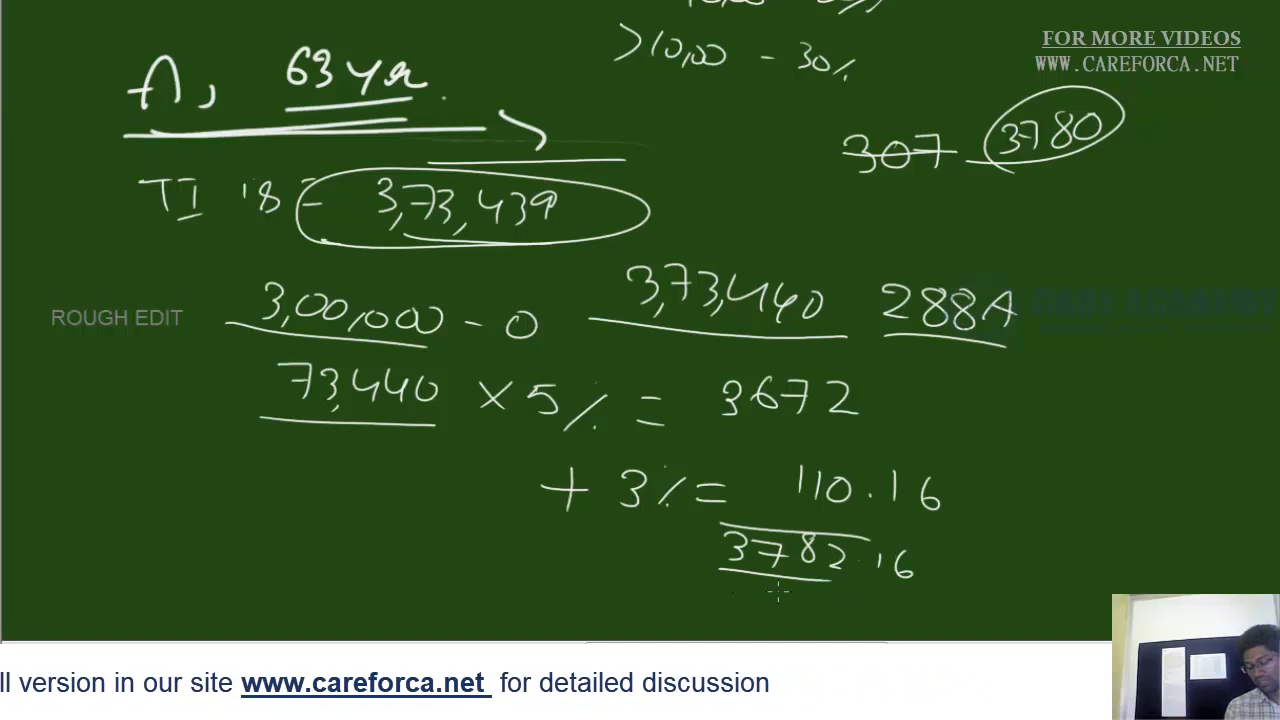 >10,00 - 30%
FOR MORE VIDEOS
WWW.CAREFORCA.NET
A, 63 yr
307 3780
TI is = 3,73,439
ROUGH EDIT
3,00,000 - 0 3,73,440 288A
73,440 × 5% = 3672
+ 3% = 110.16
3782.16
ll version in our site www.careforca.net for detailed discussion